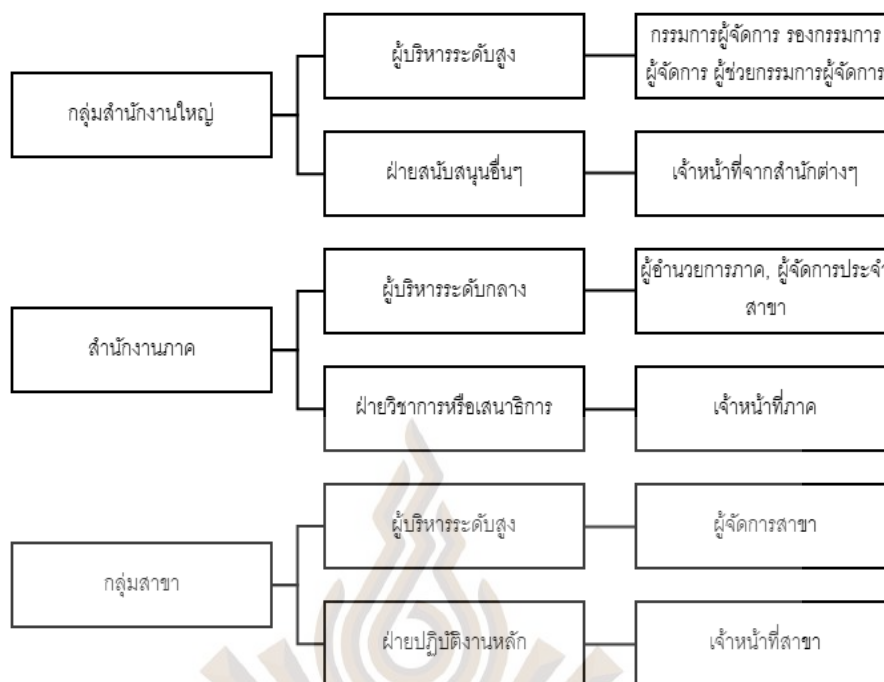 ผู้บริหารระดับสูง
กรรมการผู้จัดการ รองกรรมการ
ผู้จัดการ ผู้ช่วยกรรมการผู้จัดการ
กลุ่มสำนักงานใหญ่
ฝ่ายสนับสนุนอื่นๆ
เจ้าหน้าที่จากสำนักต่างๆ
ผู้บริหารระดับกลาง
ผู้อำนวยการภาค, ผู้จัดการประจำ
สาขา
สำนักงานภาค
ฝ่ายวิชาการหรือเสนาธิการ
เจ้าหน้าที่ภาค
ผู้บริหารระดับสูง
ผู้จัดการสาขา
กลุ่มสาขา
ฝ่ายปฏิบัติงานหลัก
เจ้าหน้าที่สาขา